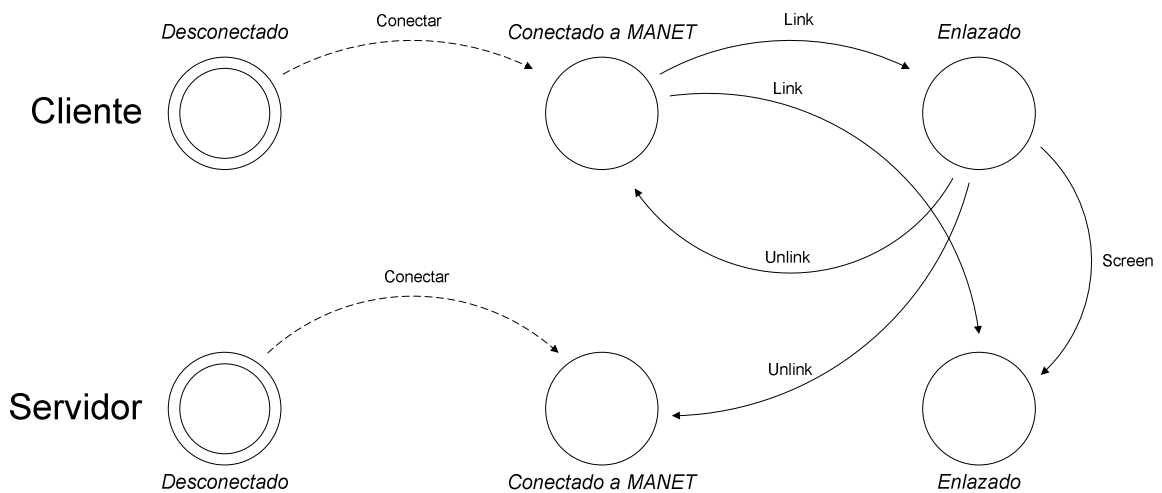 Conectar
Link
Desconectado
Conectado a MANET
Enlazado
Link
Cliente
Unlink
Screen
Conectar
Unlink
Servidor
Desconectado
Conectado a MANET
Enlazado